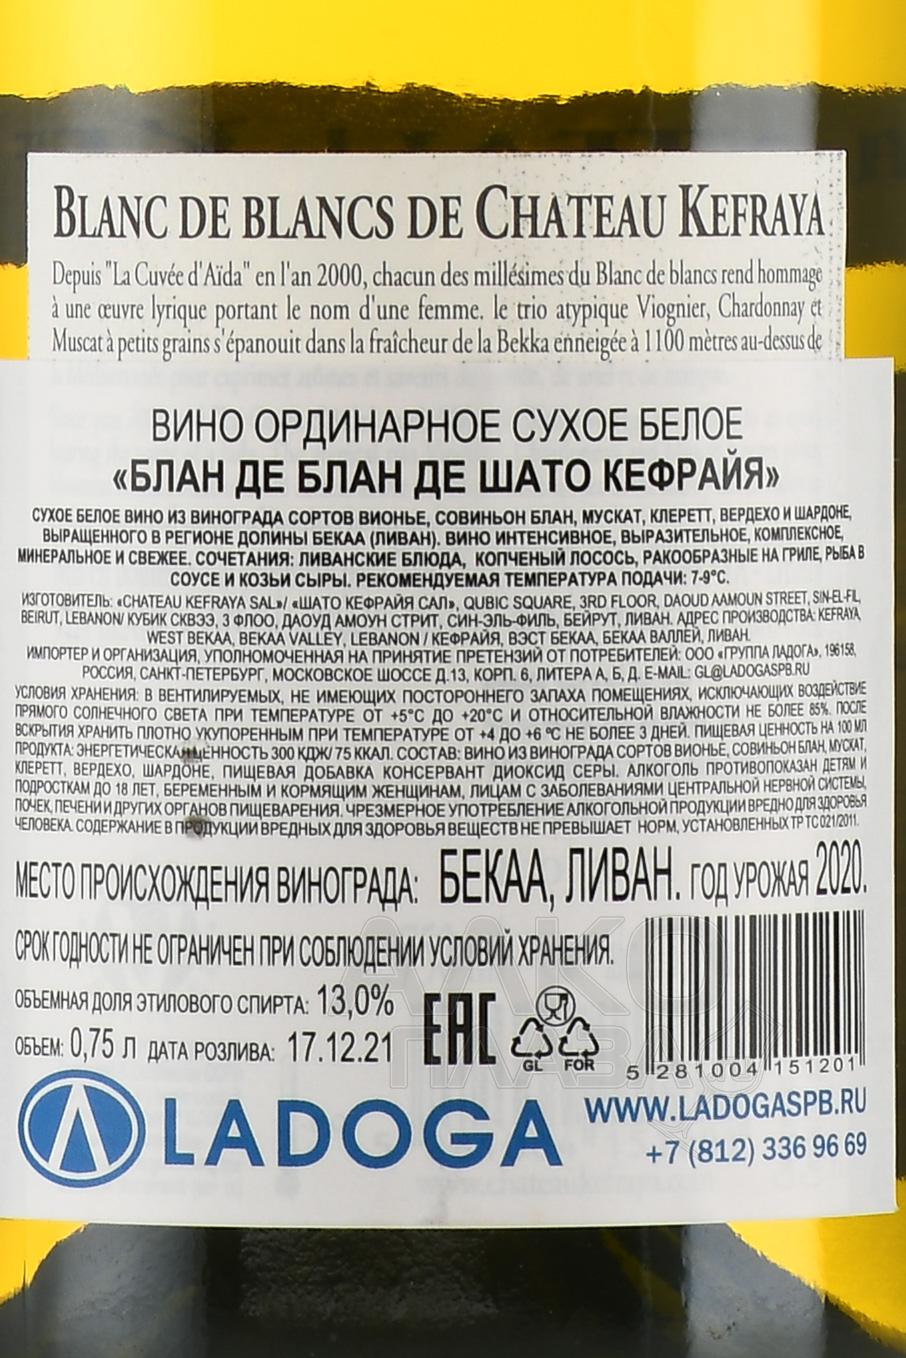 BLANC DE BLANCS DE CHATEAU KEFRAYA
Depuis "La Cuvée d'Aïda" en l'an 2000, chacun des millésimes du Blanc de blancs rend hommage
à une œuvre lyrique portant le nom d'une femme. le trio atypique Viognier, Chardonnay et
Muscat à petits grains s'épanouit dans la fraîcheur de la Bekka enneigée à 1100 mètres au-dessus de
ВИНО ОРДИНАРНОЕ СУХОЕ БЕЛОЕ
«БЛАН ДЕ БЛАН ДЕ ШАТО КЕФРАЙЯ»
СУХОЕ БЕЛОЕ ВИНО ИЗ ВИНОГРАДА СОРТОВ ВИОНЬЕ, СОВИНЬОН БЛАН, МУСКАТ, КЛЕРЕТТ, ВЕРДЕХО И ШАРДОНЕ,
ВЫРАЩЕННОГО В РЕГИОНЕ ДОЛИНЫ БЕКАА (ЛИВАН). ВИНО ИНТЕНСИВНОЕ, ВЫРАЗИТЕЛЬНОЕ, КОМПЛЕКСНОЕ,
МИНЕРАЛЬНОЕ И СВЕЖЕЕ. СОЧЕТАНИЯ: ЛИВАНСКИЕ БЛЮДА, КОПЧЕНЫЙ ЛОСОСЬ, РАКООБРАЗНЫЕ НА ГРИЛЕ, РЫБА В
СОУСЕ И КОЗЬИ СЫРЫ. РЕКОМЕНДУЕМАЯ ТЕМПЕРАТУРА ПОДАЧИ: 7-9°С.
ИЗГОТОВИТЕЛЬ: «CHATEAU KEFRAYA SAL»/ «ШАТО КЕФРАЙЯ САЛ», QUBIC SQUARE, 3RD FLOOR, DAOUD AAMOUN STREET, SIN-EL-FIL,
BEIRUT, LEBANON/ КУБИК СКВЭЭ, 3 ФЛОО, ДАОУД АМОУН СТРИТ, СИН-ЭЛЬ-ФИЛЬ, БЕЙРУТ, ЛИВАН. АДРЕС ПРОИЗВОДСТВА: KEFRAYA,
WEST BEKAA, BEKAA VALLEY, LEBANON / КЕФРАЙЯ, ВЭСТ БЕКАА, БЕКАА ВАЛЛЕЙ, ЛИВАН.
ИМПОРТЕР И ОРГАНИЗАЦИЯ, УПОЛНОМОЧЕННАЯ НА ПРИНЯТИЕ ПРЕТЕНЗИЙ ОТ ПОТРЕБИТЕЛЕЙ: ООО «ГРУППА ЛАДОГА», 196158,
РОССИЯ, САНКТ-ПЕТЕРБУРГ, МОСКОВСКОЕ ШОССЕ Д.13, КОРП. 6, ЛИТЕРА А, Б, Д. E-MAIL: GL@LADOGASPB.RU
УСЛОВИЯ ХРАНЕНИЯ: В ВЕНТИЛИРУЕМЫХ, НЕ ИМЕЮЩИХ ПОСТОРОННЕГО ЗАПАХА ПОМЕЩЕНИЯХ, ИСКЛЮЧАЮЩИХ ВОЗДЕЙСТВИЕ
ПРЯМОГО СОЛНЕЧНОГО СВЕТА ПРИ ТЕМПЕРАТУРЕ ОТ +5°С ДО +20°С И ОТНОСИТЕЛЬНОЙ ВЛАЖНОСТИ НЕ БОЛЕЕ 85%. ПОСЛЕ
ВСКРЫТИЯ ХРАНИТЬ ПЛОТНО УКУПОРЕННЫМ ПРИ ТЕМПЕРАТУРЕ ОТ +4 ДО +6 °С НЕ БОЛЕЕ 3 ДНЕЙ. ПИЩЕВАЯ ЦЕННОСТЬ НА 100 МЛ
ПРОДУКТА: ЭНЕРГЕТИЧЕСКАЯ ЦЕННОСТЬ 300 КДЖ/ 75 ККАЛ. СОСТАВ: ВИНО ИЗ ВИНОГРАДА СОРТОВ ВИОНЬЕ, СОВИНЬОН БЛАН, МУСКАТ,
КЛЕРЕТТ, ВЕРДЕХО, ШАРДОНЕ, ПИЩЕВАЯ ДОБАВКА КОНСЕРВАНТ ДИОКСИД СЕРЫ. АЛКОГОЛЬ ПРОТИВОПОКАЗАН ДЕТЯМ И
ПОДРОСТКАМ ДО 18 ЛЕТ, БЕРЕМЕННЫМ И КОРМЯЩИМ ЖЕНЩИНАМ, ЛИЦАМ С ЗАБОЛЕВАНИЯМИ ЦЕНТРАЛЬНОЙ НЕРВНОЙ СИСТЕМЫ,
ПОЧЕК, ПЕЧЕНИ И ДРУГИХ ОРГАНОВ ПИЩЕВАРЕНИЯ. ЧРЕЗМЕРНОЕ УПОТРЕБЛЕНИЕ АЛКОГОЛЬНОЙ ПРОДУКЦИИ ВРЕДНО ДЛЯ ЗДОРОВЬЯ
ЧЕЛОВЕКА. СОДЕРЖАНИЕ В ПРОДУКЦИИ ВРЕДНЫХ ДЛЯ ЗДОРОВЬЯ ВЕЩЕСТВ НЕ ПРЕВЫШАЕТ НОРМ, УСТАНОВЛЕННЫХ ТР ТС 021/2011.
МЕСТО ПРОИСХОЖДЕНИЯ ВИНОГРАДА: БЕКАА, ЛИВАН. ГОД УРОЖАЯ 2020.
СРОК ГОДНОСТИ НЕ ОГРАНИЧЕН ПРИ СОБЛЮДЕНИИ УСЛОВИЙ ХРАНЕНИЯ.
ОБЪЕМНАЯ ДОЛЯ ЭТИЛОВОГО СПИРТА: 13,0%
ОБЪЕМ: 0,75 Л ДАТА РОЗЛИВА: 17.12.21
EAC
GL FOR
5 281004 151201
LADOGA
WWW.LADOGASPB.RU
+7 (812) 336 96 69
АЛКО
ПЛАЗА